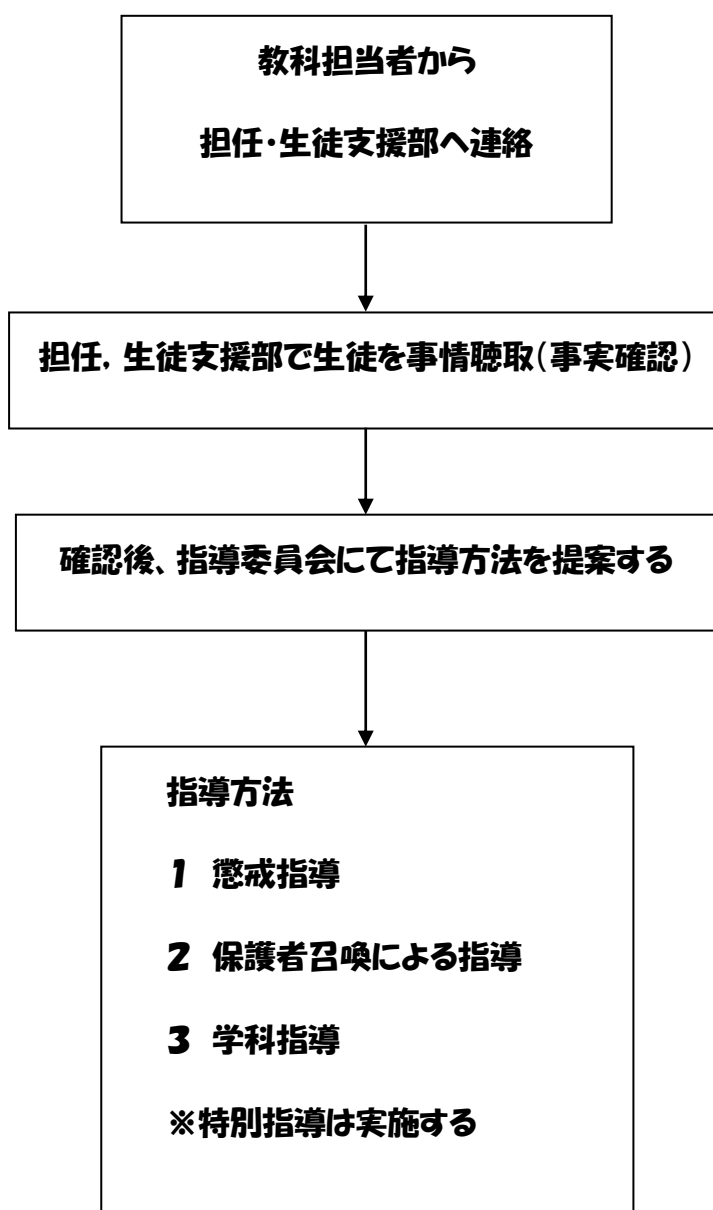 教科担当者から
担任・生徒支援部へ連絡
担任，生徒支援部で生徒を事情聴取（事実確認）
確認後、指導委員会にて指導方法を提案する
指導方法
1 懲戒指導
2 保護者召喚による指導
3 学科指導
※特別指導は実施する